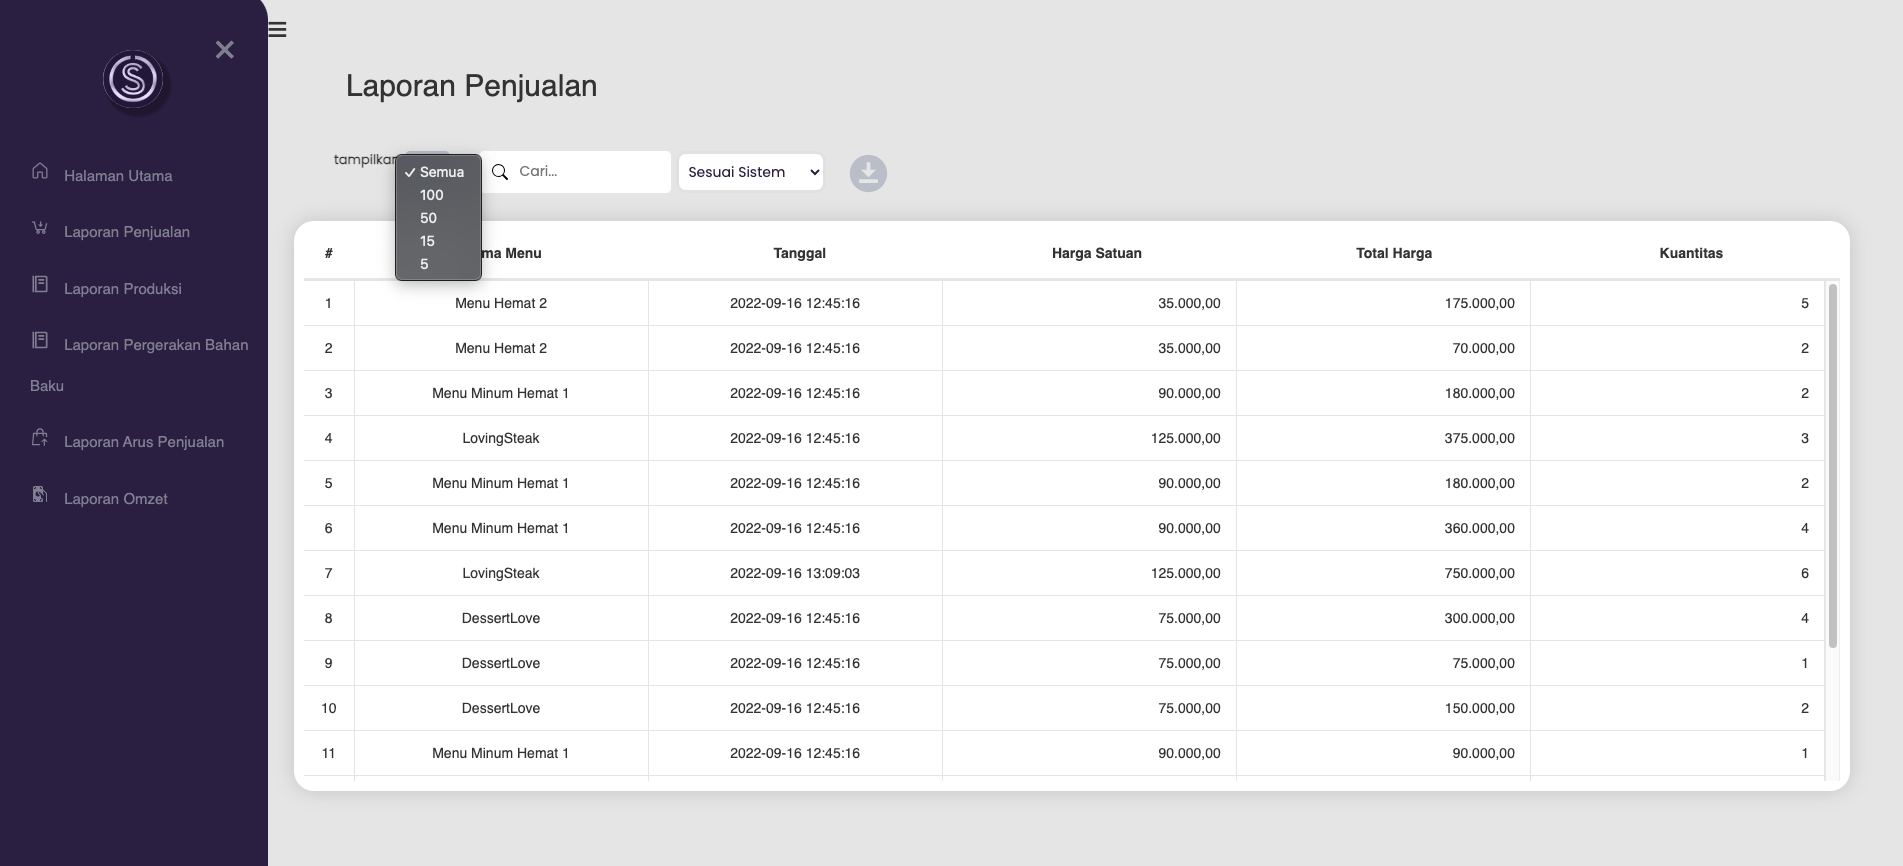 Laporan Penjualan
Halaman Utama
Laporan Penjualan
Laporan Produksi
Laporan Pergerakan Bahan
Baku
Laporan Arus Penjualan
Laporan Omzet
Semua
100
50
15
5
Cari...
Sesuai Sistem
# Menu Tanggal Harga Satuan Total Harga Kuantitas
1 Menu Hemat 2 2022-09-16 12:45:16 35.000,00 175.000,00 5
2 Menu Hemat 2 2022-09-16 12:45:16 35.000,00 70.000,00 2
3 Menu Minum Hemat 1 2022-09-16 12:45:16 90.000,00 180.000,00 2
4 LovingSteak 2022-09-16 12:45:16 125.000,00 375.000,00 3
5 Menu Minum Hemat 1 2022-09-16 12:45:16 90.000,00 180.000,00 2
6 Menu Minum Hemat 1 2022-09-16 12:45:16 90.000,00 360.000,00 4
7 LovingSteak 2022-09-16 13:09:03 125.000,00 750.000,00 6
8 DessertLove 2022-09-16 12:45:16 75.000,00 300.000,00 4
9 DessertLove 2022-09-16 12:45:16 75.000,00 75.000,00 1
10 DessertLove 2022-09-16 12:45:16 75.000,00 150.000,00 2
11 Menu Minum Hemat 1 2022-09-16 12:45:16 90.000,00 90.000,00 1